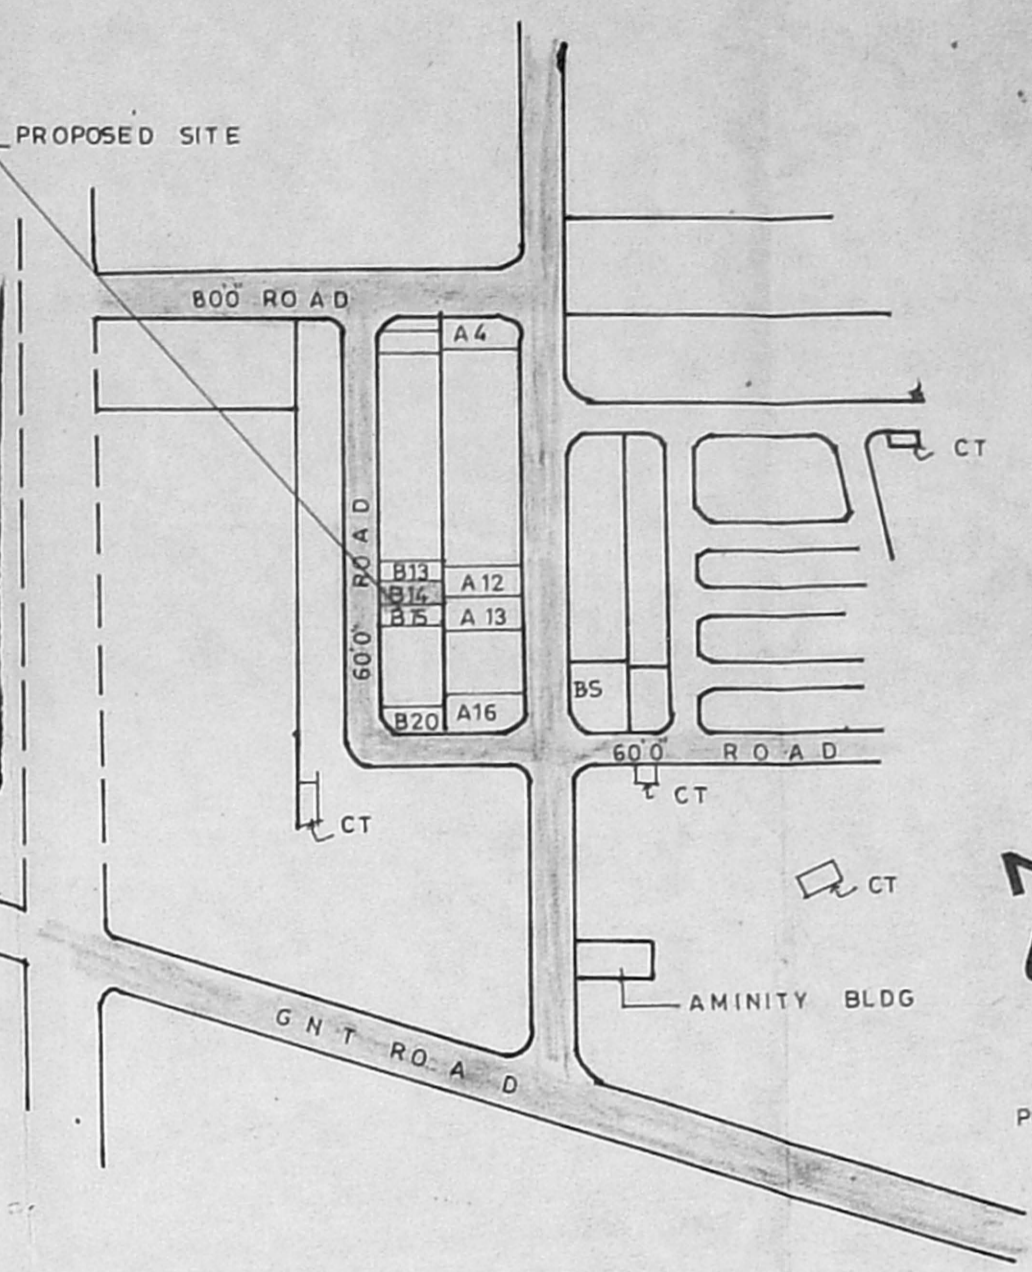 PROPOSED SITE
80'0" ROAD
A4
CT
60'0" ROAD
B13
B14
B15
A12
A13
BS
B20
A16
60'0" ROAD
CT
CT
CT
AMINITY BLDG
GNT ROAD
P